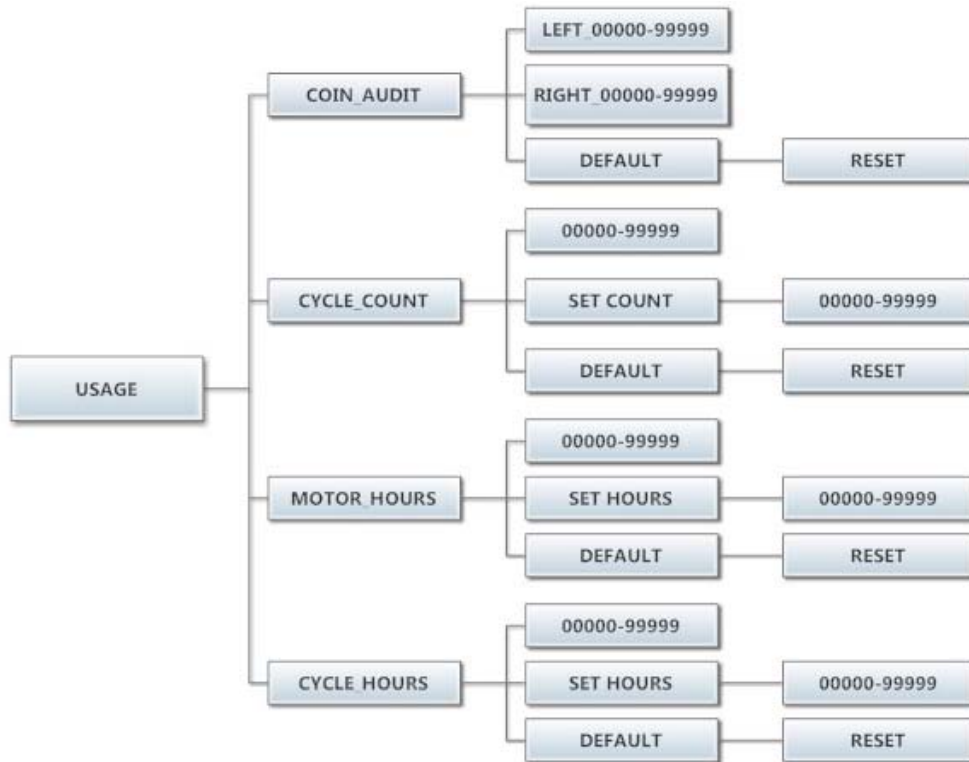 LEFT_00000-99999
COIN_AUDIT
RIGHT_00000-99999
DEFAULT
RESET
00000-99999
CYCLE_COUNT
SET COUNT
00000-99999
DEFAULT
RESET
USAGE
00000-99999
MOTOR_HOURS
SET HOURS
00000-99999
DEFAULT
RESET
00000-99999
CYCLE_HOURS
SET HOURS
00000-99999
DEFAULT
RESET